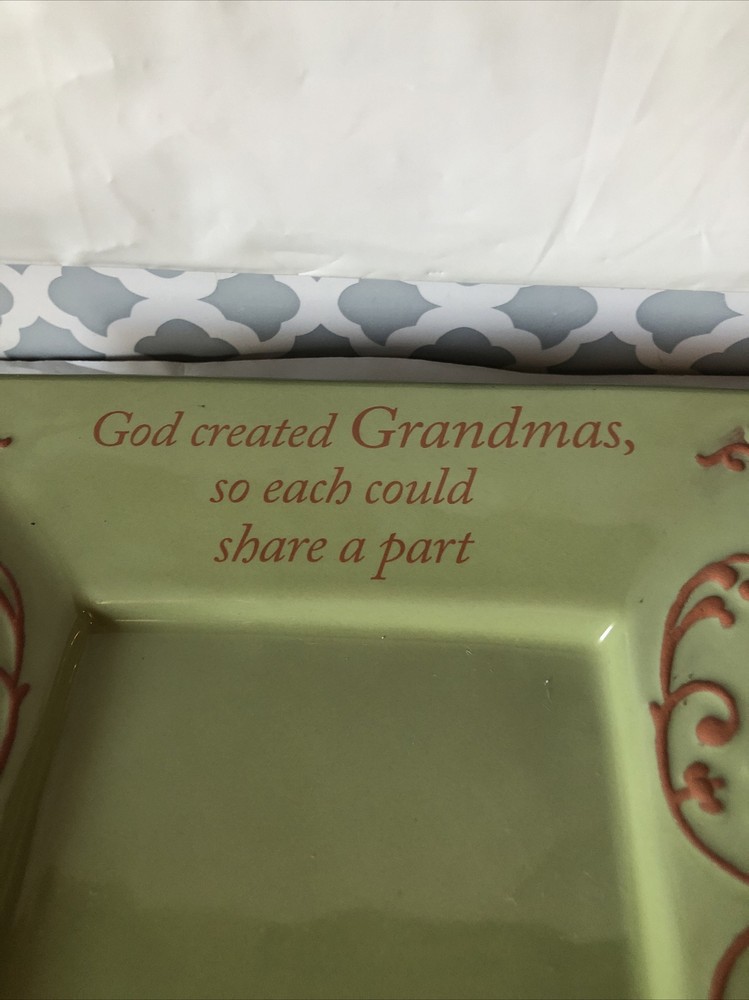 God created Grandmas,
so each could
share a part